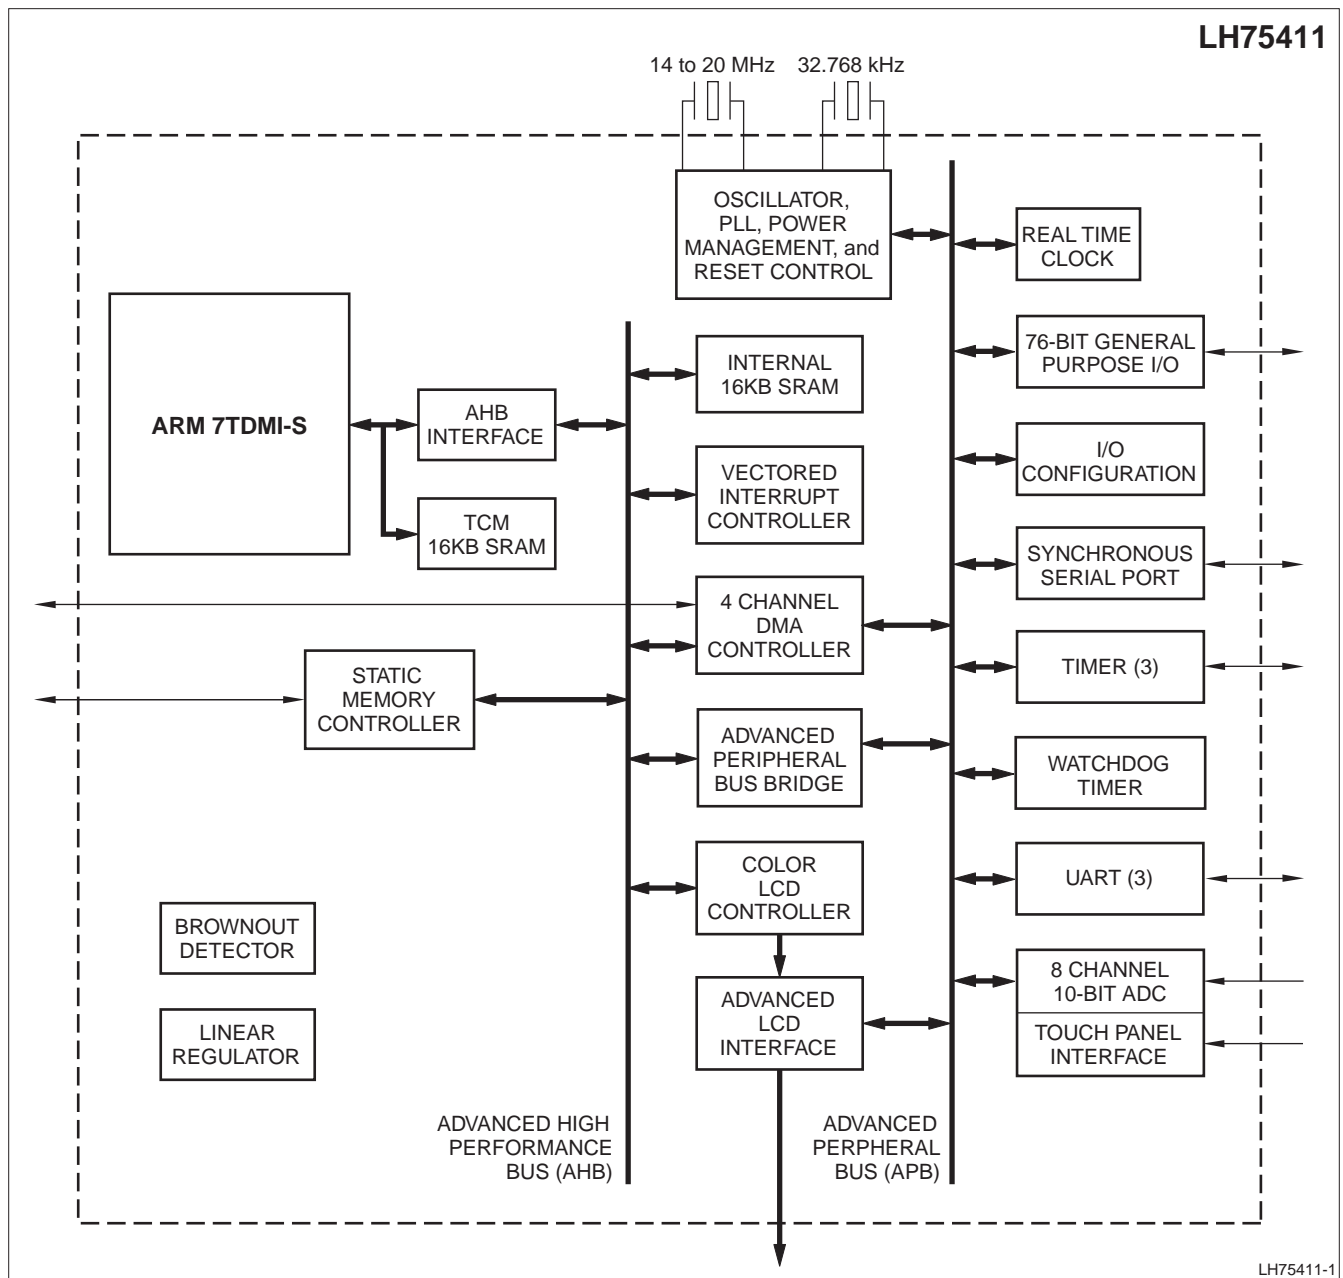 LH75411
14 to 20 MHz
32.768 kHz
OSCILLATOR,
PLL, POWER
MANAGEMENT, and
RESET CONTROL
REAL TIME
CLOCK
ARM 7TDMI-S
AHB
INTERFACE
TCM
16KB SRAM
INTERNAL
16KB SRAM
76-BIT GENERAL
PURPOSE I/O
VECTORED
INTERRUPT
CONTROLLER
I/O
CONFIGURATION
4 CHANNEL
DMA
CONTROLLER
SYNCHRONOUS
SERIAL PORT
STATIC
MEMORY
CONTROLLER
TIMER (3)
ADVANCED
PERIPHERAL
BUS BRIDGE
WATCHDOG
TIMER
COLOR
LCD
CONTROLLER
UART (3)
BROWNOUT
DETECTOR
ADVANCED
LCD
INTERFACE
8 CHANNEL
10-BIT ADC
LINEAR
REGULATOR
TOUCH PANEL
INTERFACE
ADVANCED HIGH
PERFORMANCE
BUS (AHB)
ADVANCED
PERPHERAL
BUS (APB)
LH75411-1